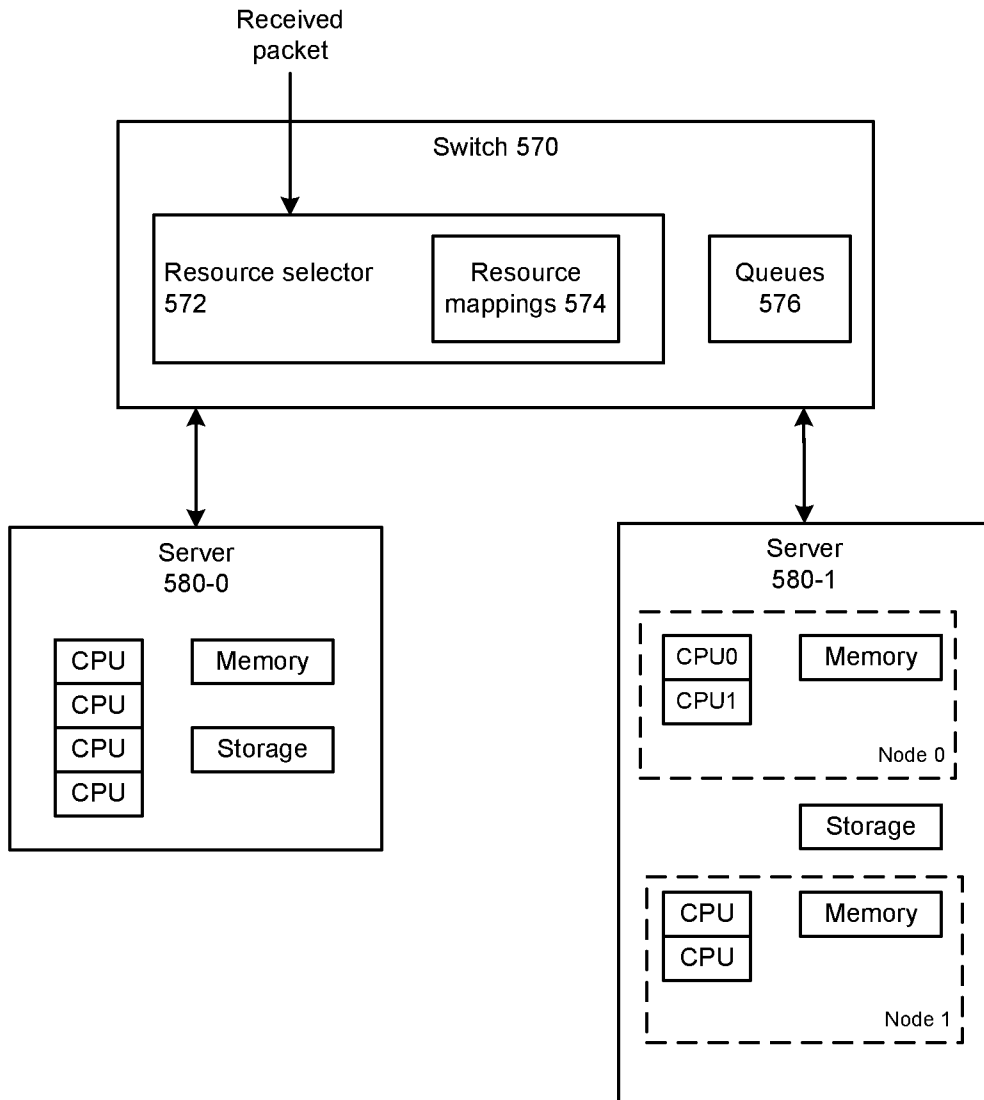 Received
packet
Switch 570
Resource selector
572
Resource
mappings 574
Queues
576
Server
580-0
CPU
CPU
CPU
CPU
Memory
Storage
Server
580-1
CPU0
CPU1
Memory
Node 0
Storage
CPU
CPU
Memory
Node 1